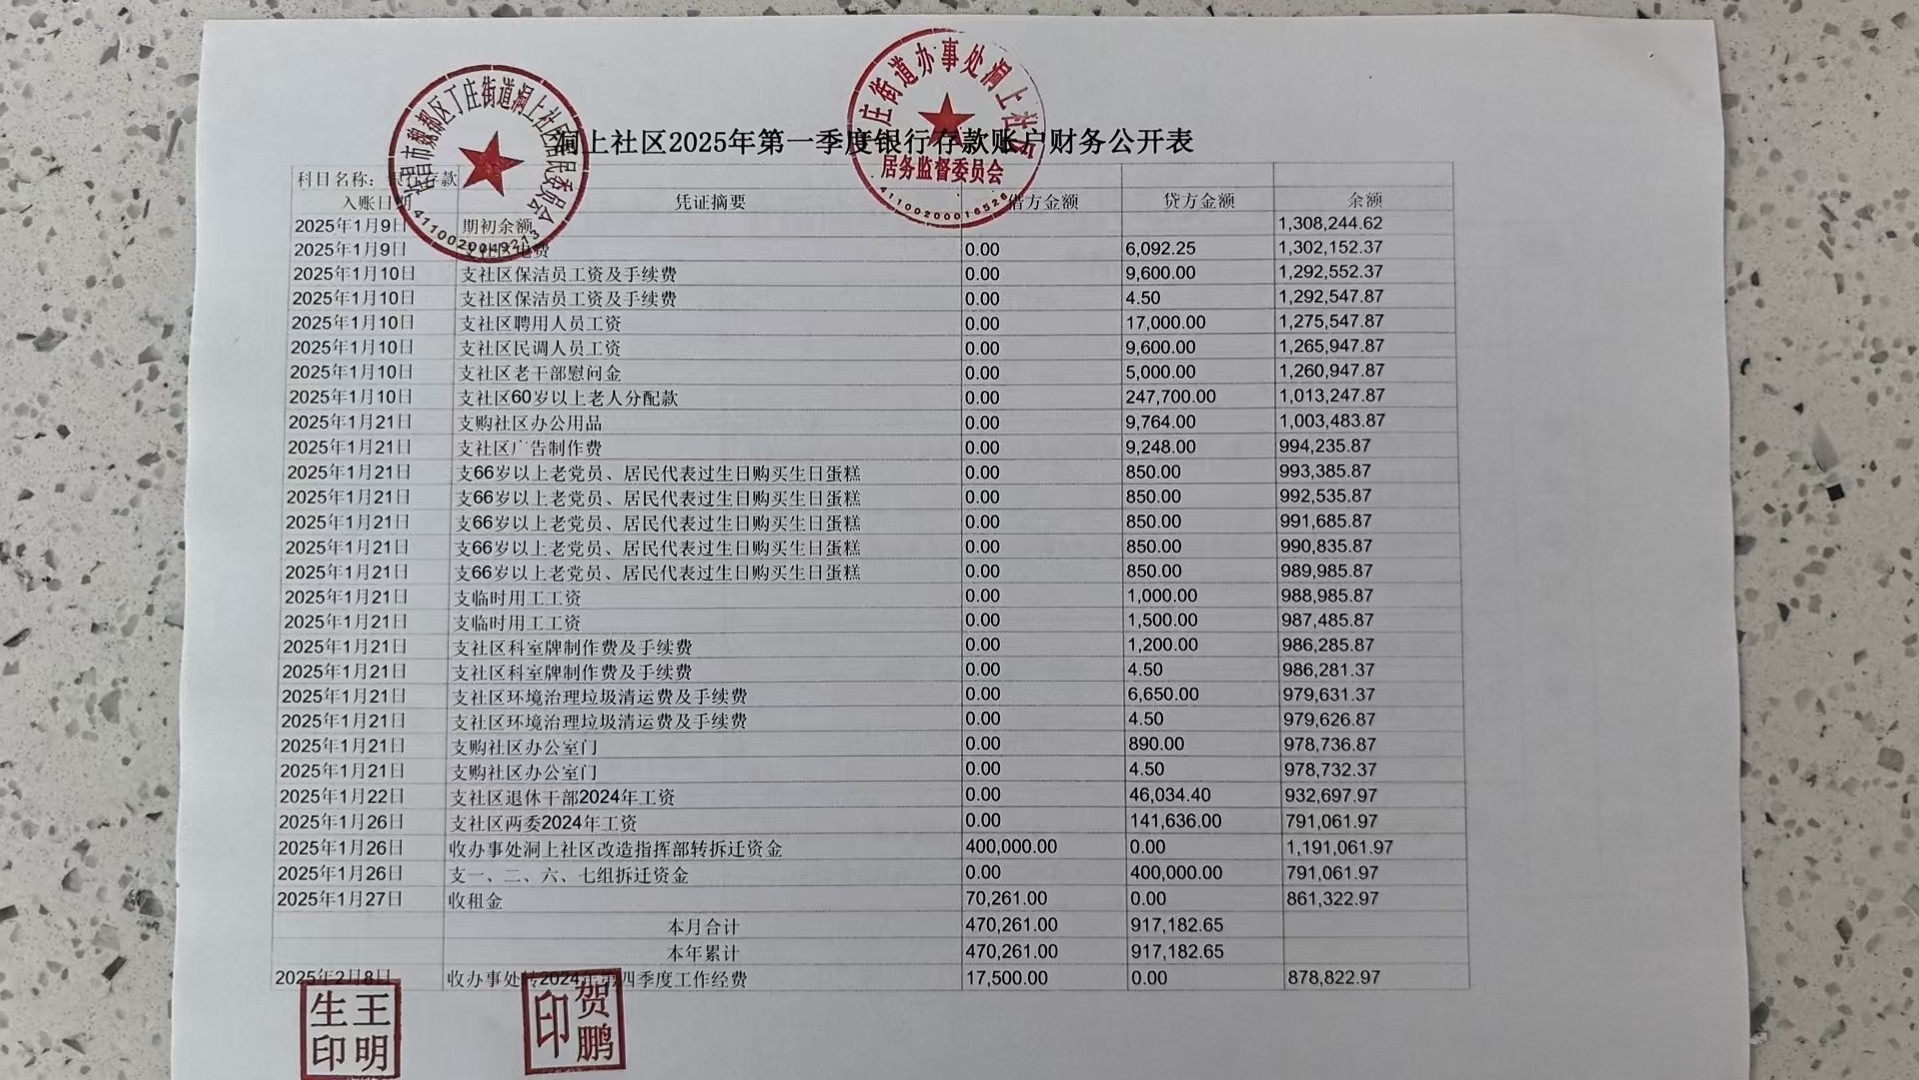 许昌市魏都区丁庄街道洞上社区居民委员会
庄街道办事处洞上社
居务监督委员会
洞上社区2025年第一季度银行存款账户财务公开表
科目名称：银行存款
入账日期 凭证摘要 借方金额 贷方金额 余额
2025年1月9日 期初余额 1,308,244.62
2025年1月9日 支社区电费 0.00 6,092.25 1,302,152.37
2025年1月10日 支社区保洁员工资及手续费 0.00 9,600.00 1,292,552.37
2025年1月10日 支社区保洁员工资及手续费 0.00 4.50 1,292,547.87
2025年1月10日 支社区聘用人员工资 0.00 17,000.00 1,275,547.87
2025年1月10日 支社区民调人员工资 0.00 9,600.00 1,265,947.87
2025年1月10日 支社区老干部慰问金 0.00 5,000.00 1,260,947.87
2025年1月10日 支社区60岁以上老人分配款 0.00 247,700.00 1,013,247.87
2025年1月21日 支购社区办公用品 0.00 9,764.00 1,003,483.87
2025年1月21日 支社区广告制作费 0.00 9,248.00 994,235.87
2025年1月21日 支66岁以上老党员、居民代表过生日购买生日蛋糕 0.00 850.00 993,385.87
2025年1月21日 支66岁以上老党员、居民代表过生日购买生日蛋糕 0.00 850.00 992,535.87
2025年1月21日 支66岁以上老党员、居民代表过生日购买生日蛋糕 0.00 850.00 991,685.87
2025年1月21日 支66岁以上老党员、居民代表过生日购买生日蛋糕 0.00 850.00 990,835.87
2025年1月21日 支66岁以上老党员、居民代表过生日购买生日蛋糕 0.00 850.00 989,985.87
2025年1月21日 支临时用工工资 0.00 1,000.00 988,985.87
2025年1月21日 支临时用工工资 0.00 1,500.00 987,485.87
2025年1月21日 支社区科室牌制作费及手续费 0.00 1,200.00 986,285.87
2025年1月21日 支社区科室牌制作费及手续费 0.00 4.50 986,281.37
2025年1月21日 支社区环境治理垃圾清运费及手续费 0.00 6,650.00 979,631.37
2025年1月21日 支社区环境治理垃圾清运费及手续费 0.00 4.50 979,626.87
2025年1月21日 支购社区办公室门 0.00 890.00 978,736.87
2025年1月21日 支购社区办公室门 0.00 4.50 978,732.37
2025年1月22日 支社区退休干部2024年工资 0.00 46,034.40 932,697.97
2025年1月26日 支社区两委2024年工资 0.00 141,636.00 791,061.97
2025年1月26日 收办事处洞上社区改造指挥部转拆迁资金 400,000.00 0.00 1,191,061.97
2025年1月26日 支一、二、六、七组拆迁资金 0.00 400,000.00 791,061.97
2025年1月27日 收租金 70,261.00 0.00 861,322.97
本月合计 470,261.00 917,182.65
本年累计 470,261.00 917,182.65
2025年2月8日 收办事处转2024年第四季度工作经费 17,500.00 0.00 878,822.97
王明生印
贺鹏印